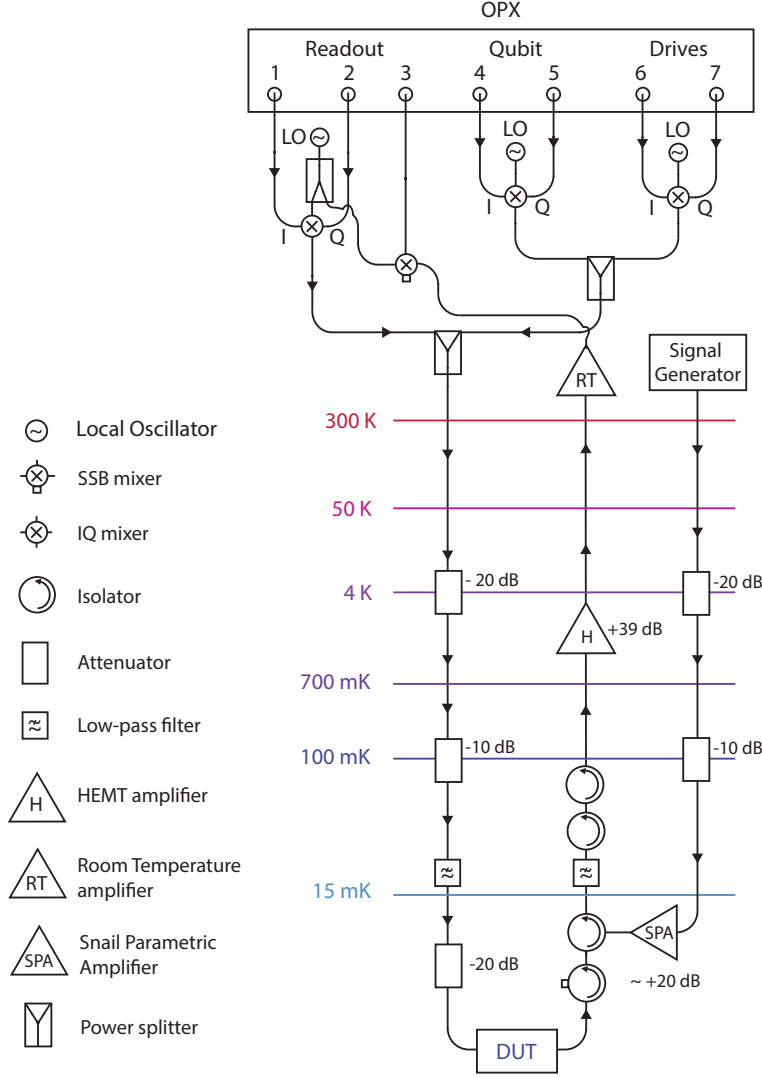 OPX
Readout Qubit Drives
1 2 3 4 5 6 7
LO LO LO
I Q I Q I Q
RT
Signal
Generator
300 K
50 K
4 K
- 20 dB
-20 dB
H
+39 dB
700 mK
100 mK
-10 dB
-10 dB
15 mK
-20 dB
SPA
~ +20 dB
DUT
Local Oscillator
SSB mixer
IQ mixer
Isolator
Attenuator
Low-pass filter
H
HEMT amplifier
RT
Room Temperature
amplifier
SPA
Snail Parametric
Amplifier
Power splitter